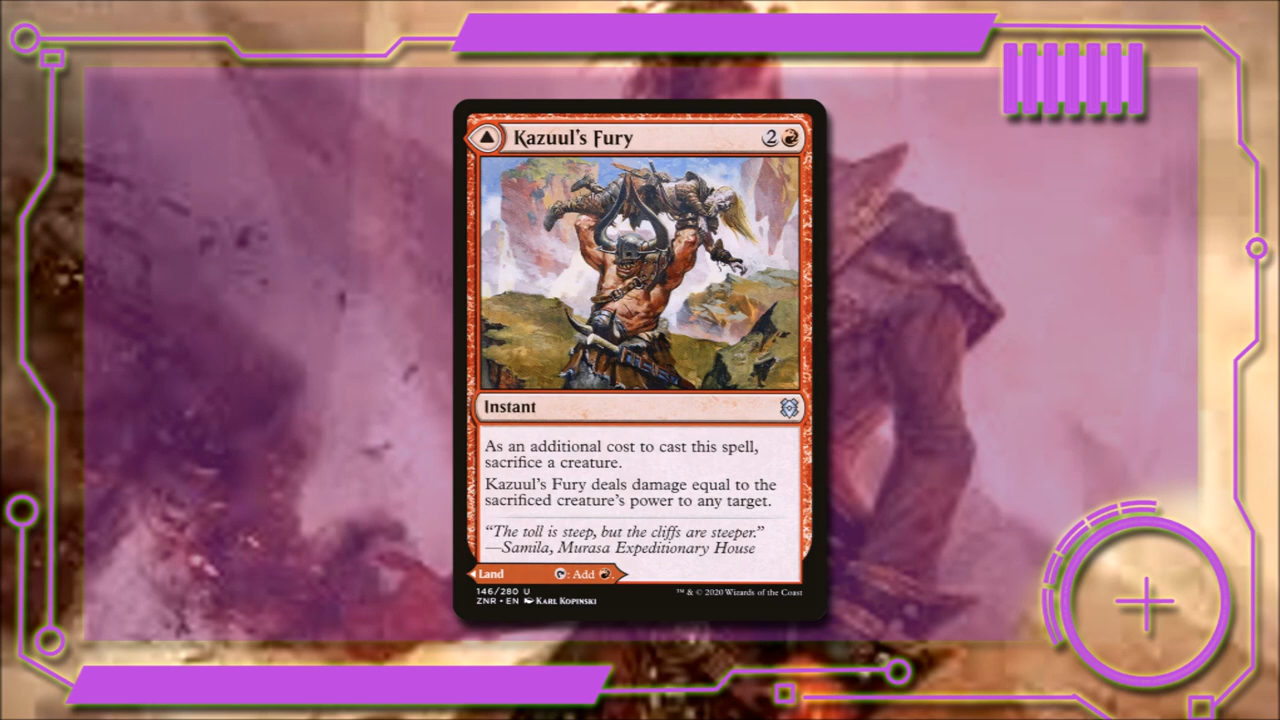 Kazuul's Fury 2
Instant
As an additional cost to cast this spell,
sacrifice a creature.
Kazuul's Fury deals damage equal to the
sacrificed creature's power to any target.
“The toll is steep, but the cliffs are steeper.”
—Samila, Murasa Expeditionary House
Land : Add .
146/280 U
ZNR • EN Karl Kopinski
™ & © 2020 Wizards of the Coast